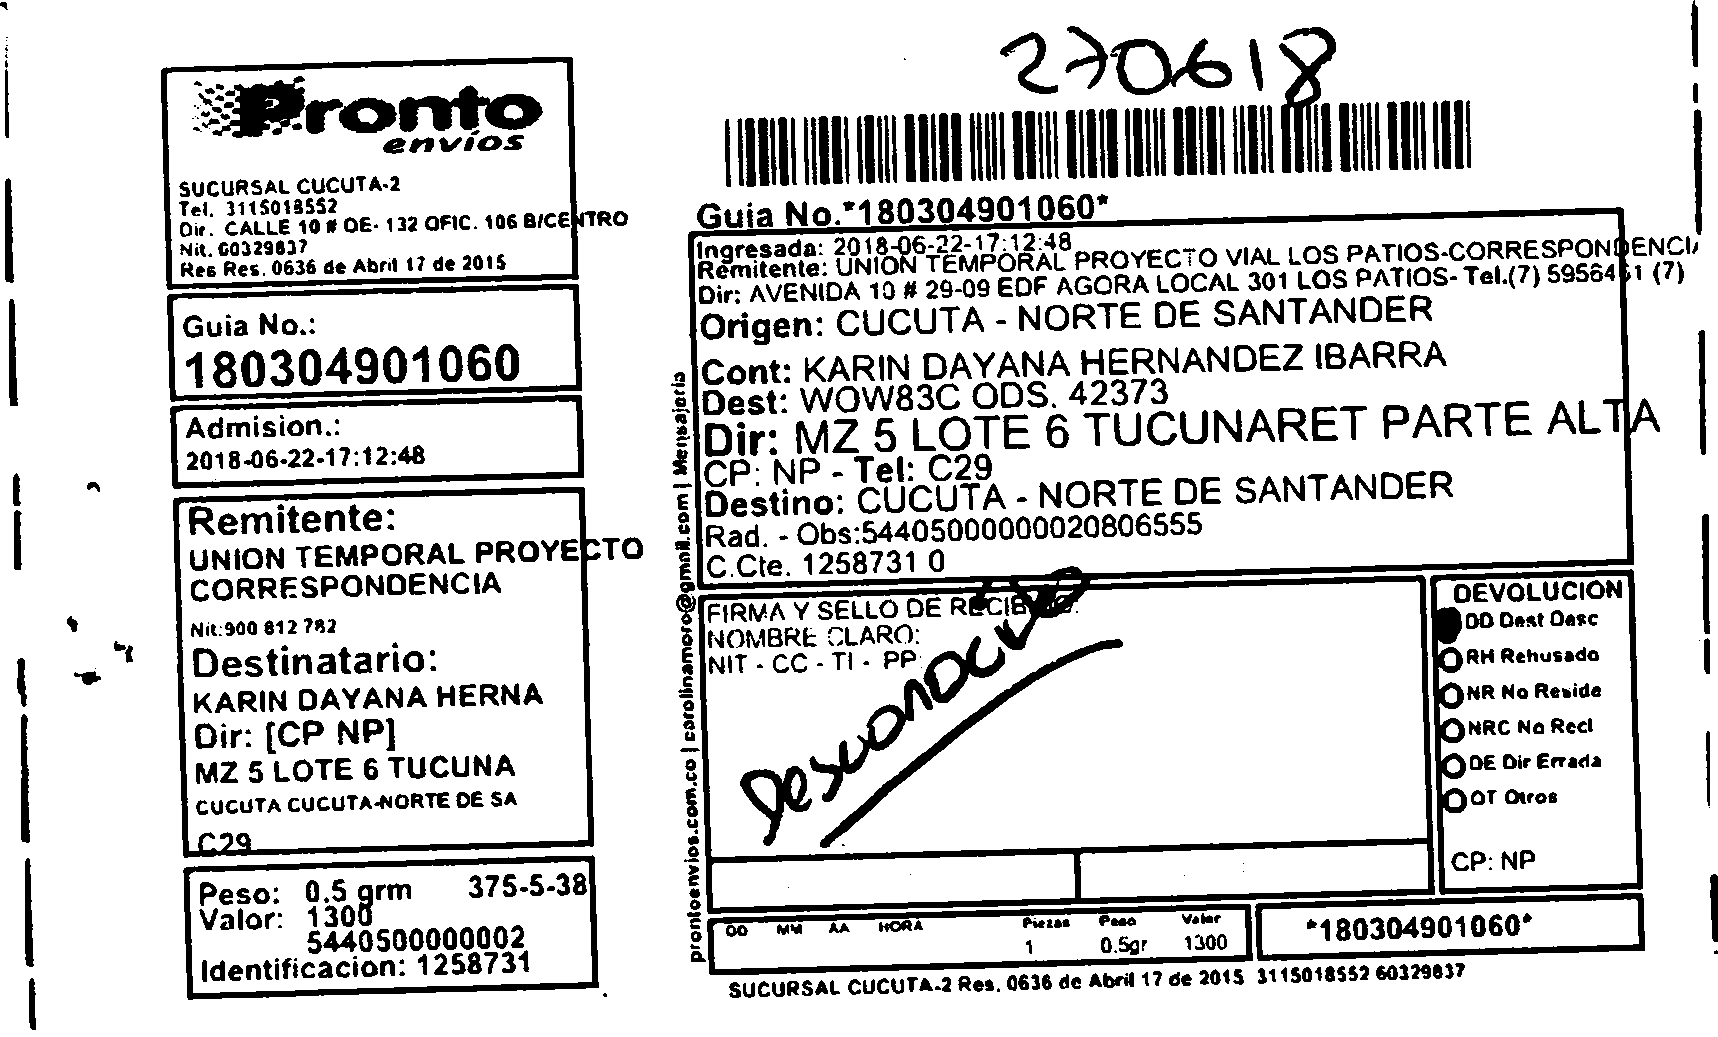 Pronto
envíos
SUCURSAL CUCUTA-2
Tel. 3115018552
Dir. CALLE 10 # OE- 132 OFIC. 106 B/CENTRO
Nit. 60329837
Res Res. 0636 de Abril 17 de 2015
Guia No.:
180304901060
Admision.:
2018-06-22-17:12:48
Remitente:
UNION TEMPORAL PROYECTO
CORRESPONDENCIA
Nit:900 812 782
Destinatario:
KARIN DAYANA HERNA
Dir: [CP NP]
MZ 5 LOTE 6 TUCUNA
CUCUTA CUCUTA-NORTE DE SA
C29
Peso: 0.5 grm 375-5-38
Valor: 1300
5440500000002
Identificacion: 1258731
270618
Guia No.*180304901060*
Ingresada: 2018-06-22-17:12:48
Remitente: UNION TEMPORAL PROYECTO VIAL LOS PATIOS-CORRESPONDENCIA
Dir: AVENIDA 10 # 29-09 EDF AGORA LOCAL 301 LOS PATIOS- Tel.(7) 5956461 (7)
Origen: CUCUTA - NORTE DE SANTANDER
Cont: KARIN DAYANA HERNANDEZ IBARRA
Dest: WOW83C ODS. 42373
Dir: MZ 5 LOTE 6 TUCUNARET PARTE ALTA
CP: NP - Tel: C29
Destino: CUCUTA - NORTE DE SANTANDER
Rad. - Obs:54405000000020806555
C.Cte. 1258731 0
prontoenvios.com.co | carolinamoro@gmail.com | Mensajeria
FIRMA Y SELLO DE RECIBIDO:
NOMBRE CLARO:
NIT - CC - TI - PP:
Desconocido
DEVOLUCION
DD Dest Desc
RH Rehusado
NR No Reside
NRC No Recl
DE Dir Errada
OT Otros
CP: NP
DD MM AA HORA Piezas Peso Valor
1 0.5gr 1300
*180304901060*
SUCURSAL CUCUTA-2 Res. 0636 de Abril 17 de 2015 3115018552 60329837